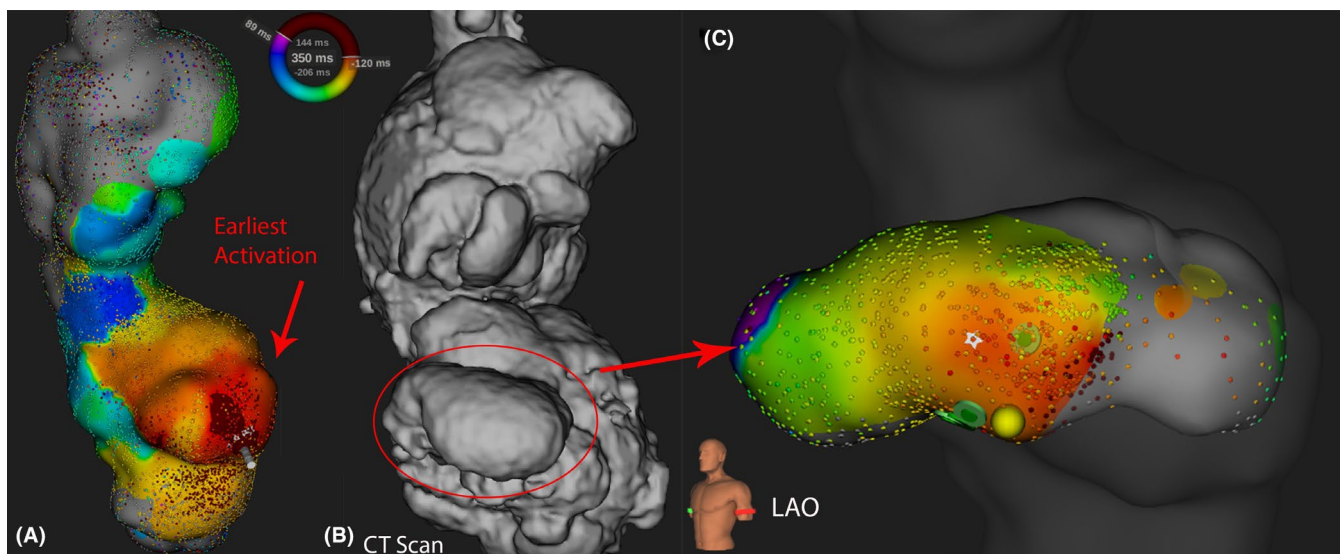 89 ms
144 ms
350 ms
-120 ms
-206 ms
Earliest
Activation
(A)
(B)
CT Scan
(C)
LAO